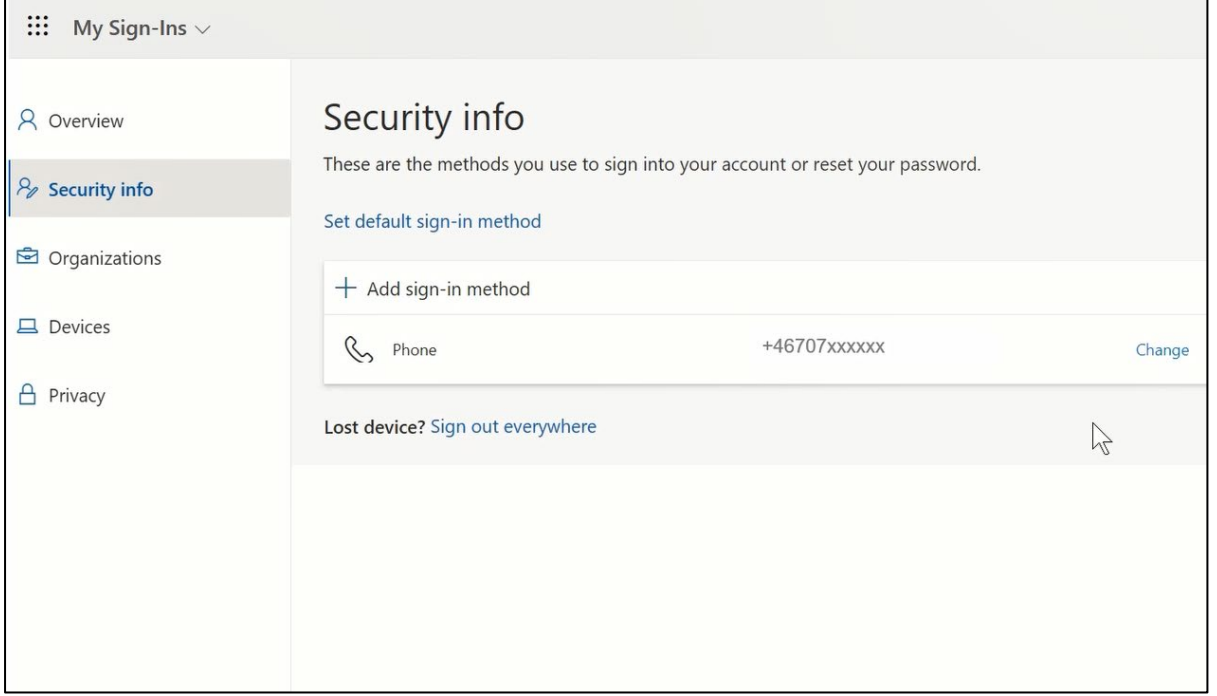 My Sign-Ins
Overview
Security info
Organizations
Devices
Privacy
Security info
These are the methods you use to sign into your account or reset your password.
Set default sign-in method
Add sign-in method
Phone +46707xxxxxx Change
Lost device? Sign out everywhere